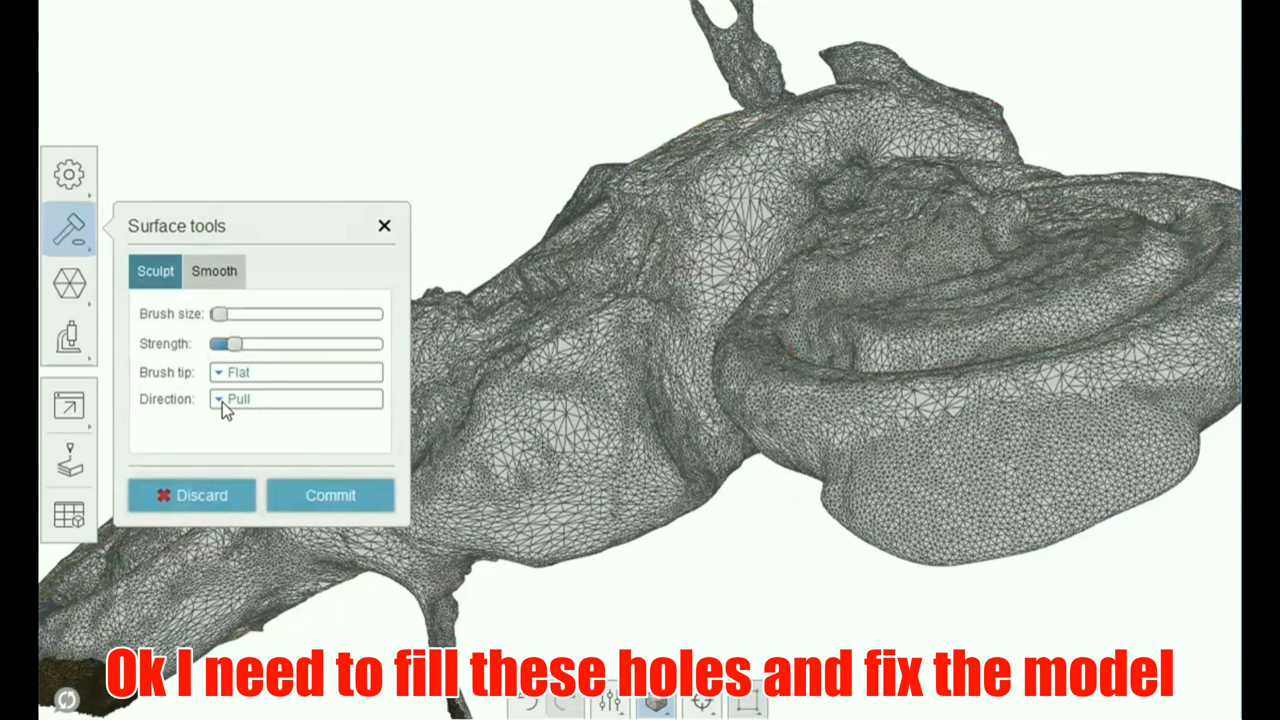 Surface tools
Sculpt Smooth
Brush size:
Strength:
Brush tip: Flat
Direction: Pull
Discard Commit
Ok I need to fill these holes and fix the model